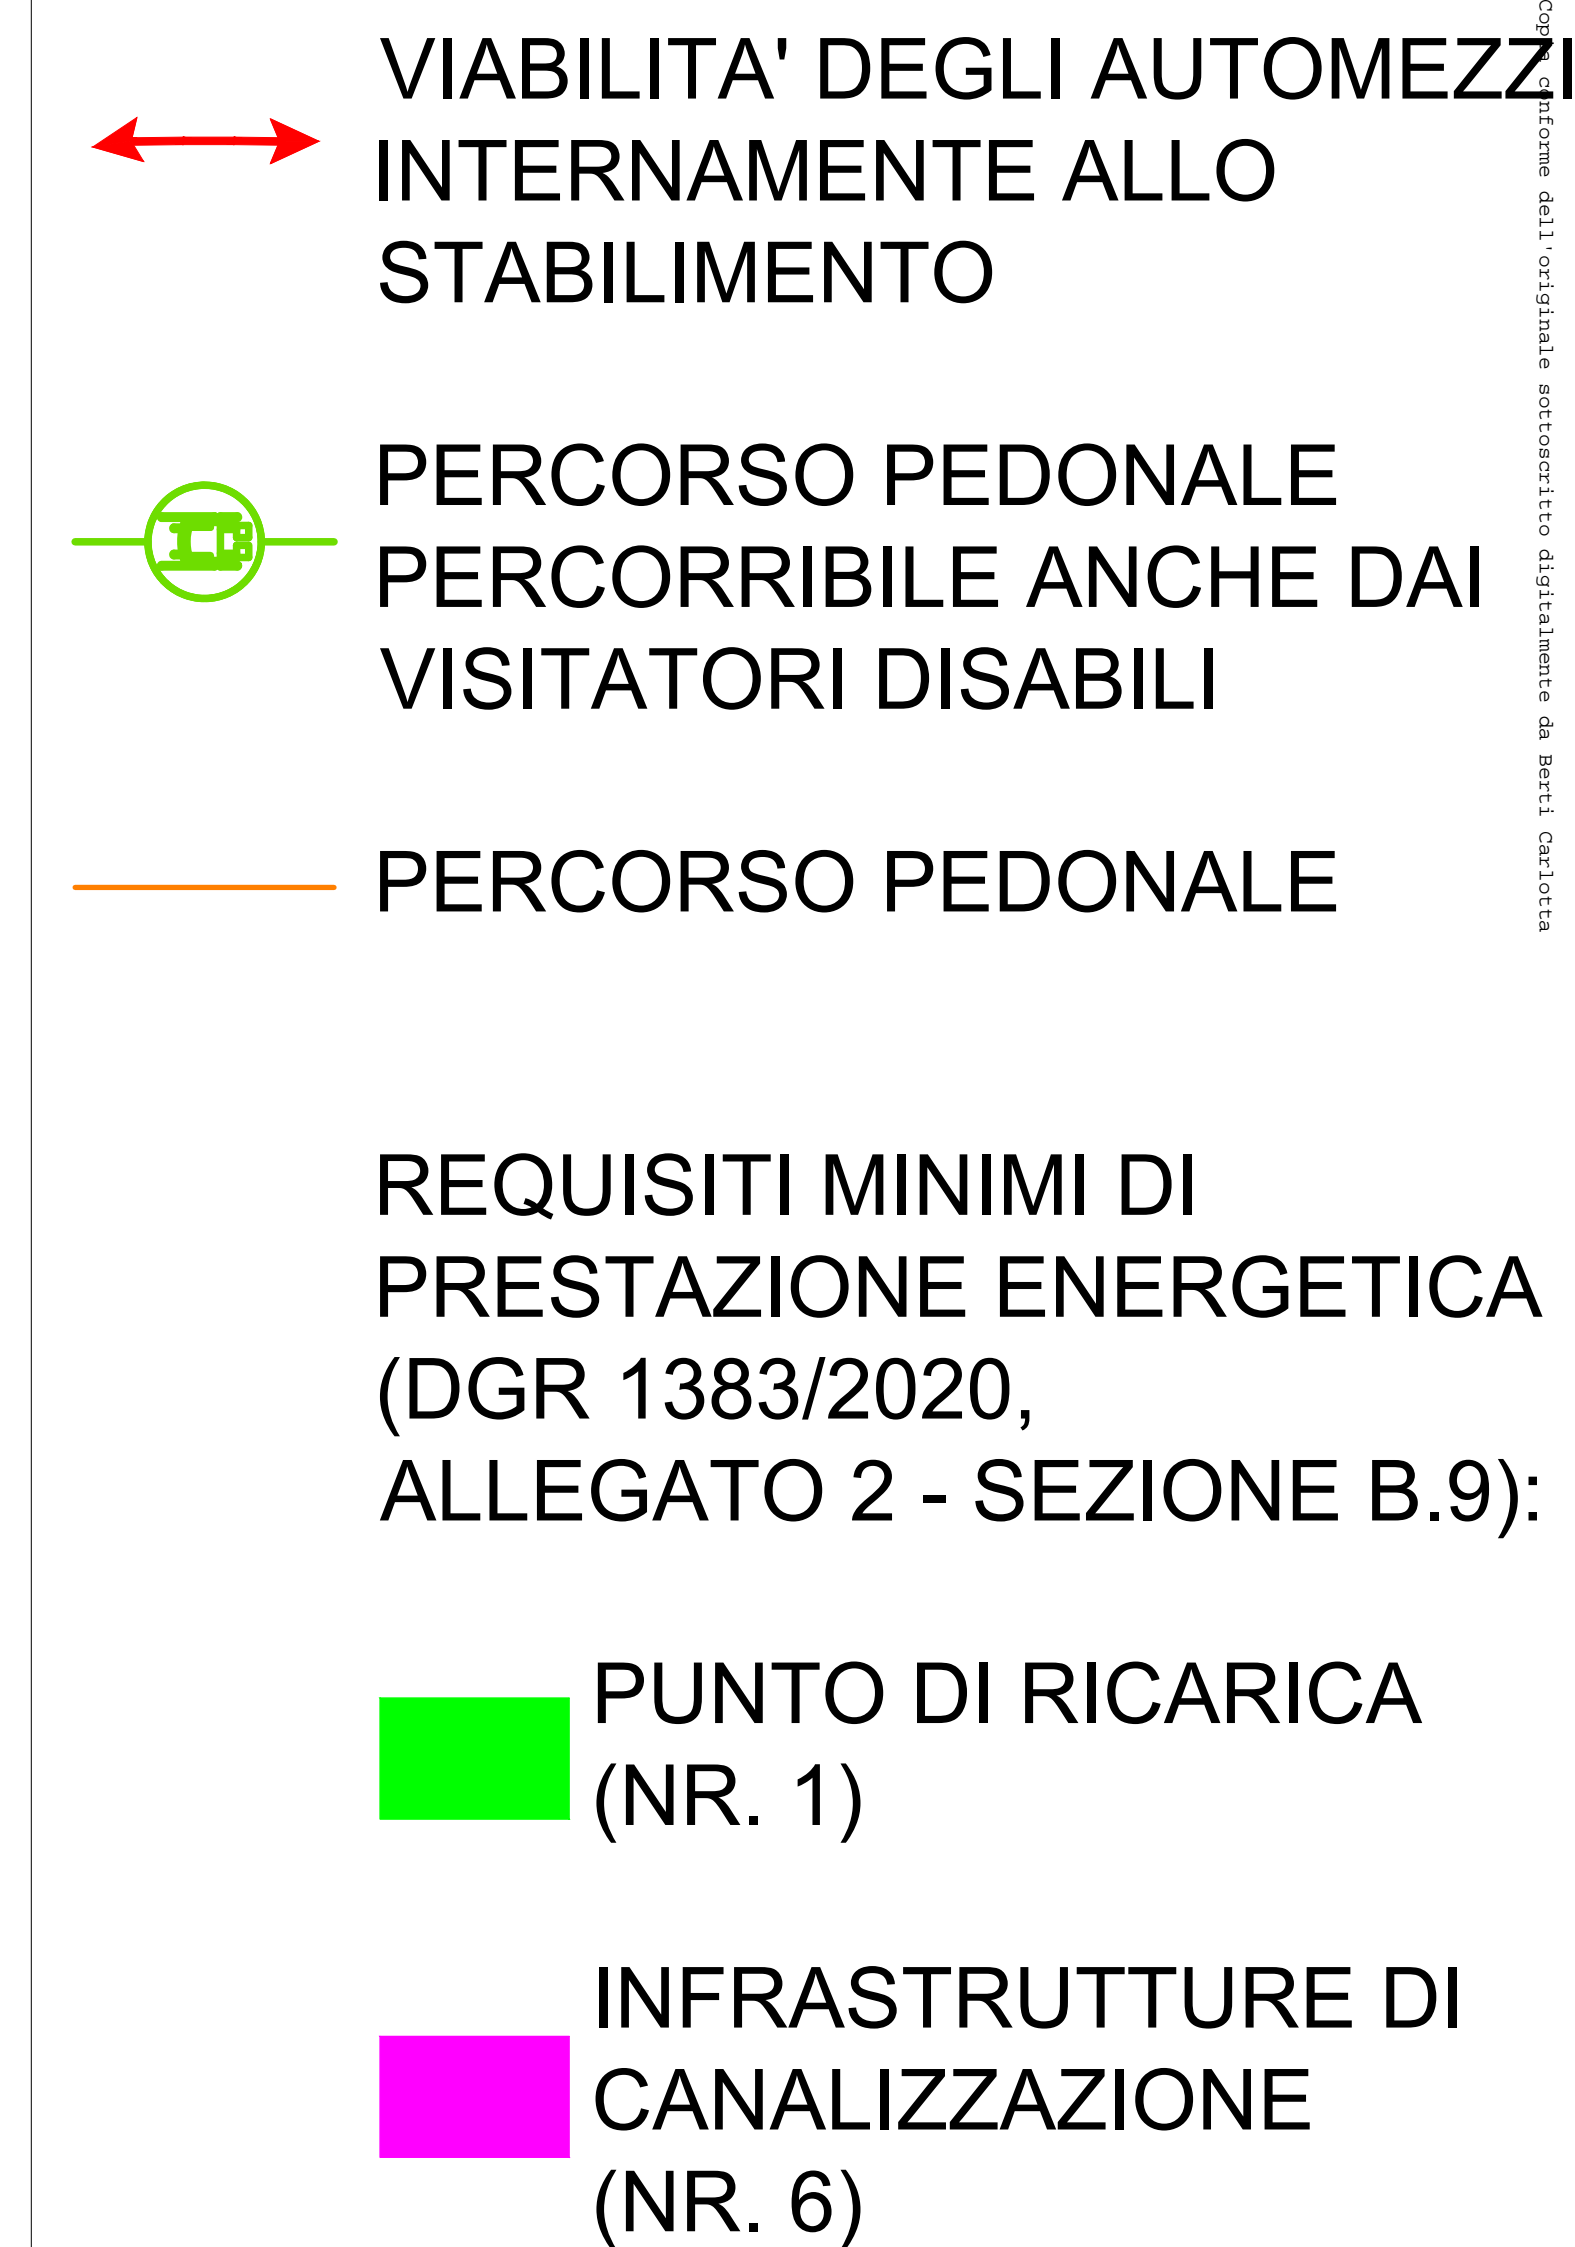 VIABILITA' DEGLI AUTOMEZZI
INTERNAMENTE ALLO
STABILIMENTO
PERCORSO PEDONALE
PERCORRIBILE ANCHE DAI
VISITATORI DISABILI
PERCORSO PEDONALE
REQUISITI MINIMI DI
PRESTAZIONE ENERGETICA
(DGR 1383/2020,
ALLEGATO 2 - SEZIONE B.9):
PUNTO DI RICARICA
(NR. 1)
INFRASTRUTTURE DI
CANALIZZAZIONE
(NR. 6)
Copia conforme dell'originale sottoscritto digitalmente da Berti Carlotta